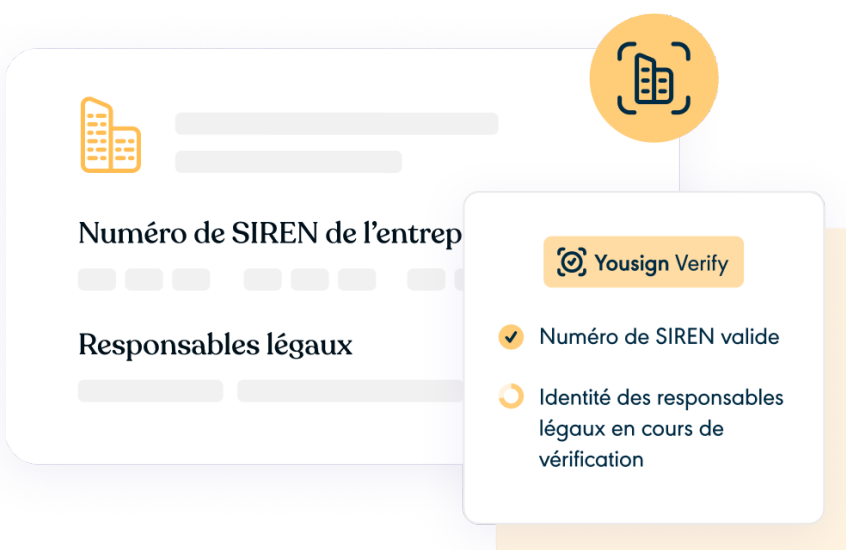 Numéro de SIREN de l’entrep
Responsables légaux
Yousign Verify
Numéro de SIREN valide
Identité des responsables
légaux en cours de
vérification